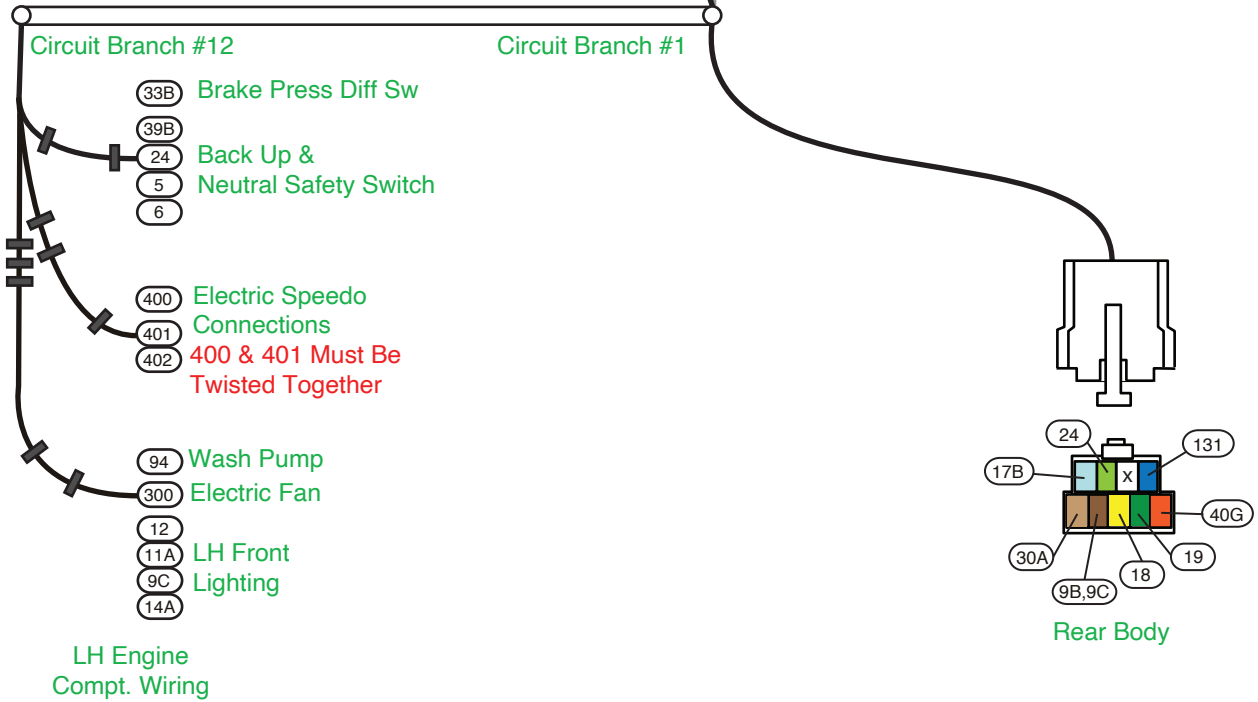 Circuit Branch #12
Circuit Branch #1
33B Brake Press Diff Sw
39B
24 Back Up &
5 Neutral Safety Switch
6
400 Electric Speedo
401 Connections
402 400 & 401 Must Be
Twisted Together
94 Wash Pump
300 Electric Fan
12
11A LH Front
9C Lighting
14A
LH Engine
Compt. Wiring
24
131
17B
X
40G
30A
19
18
9B,9C
Rear Body